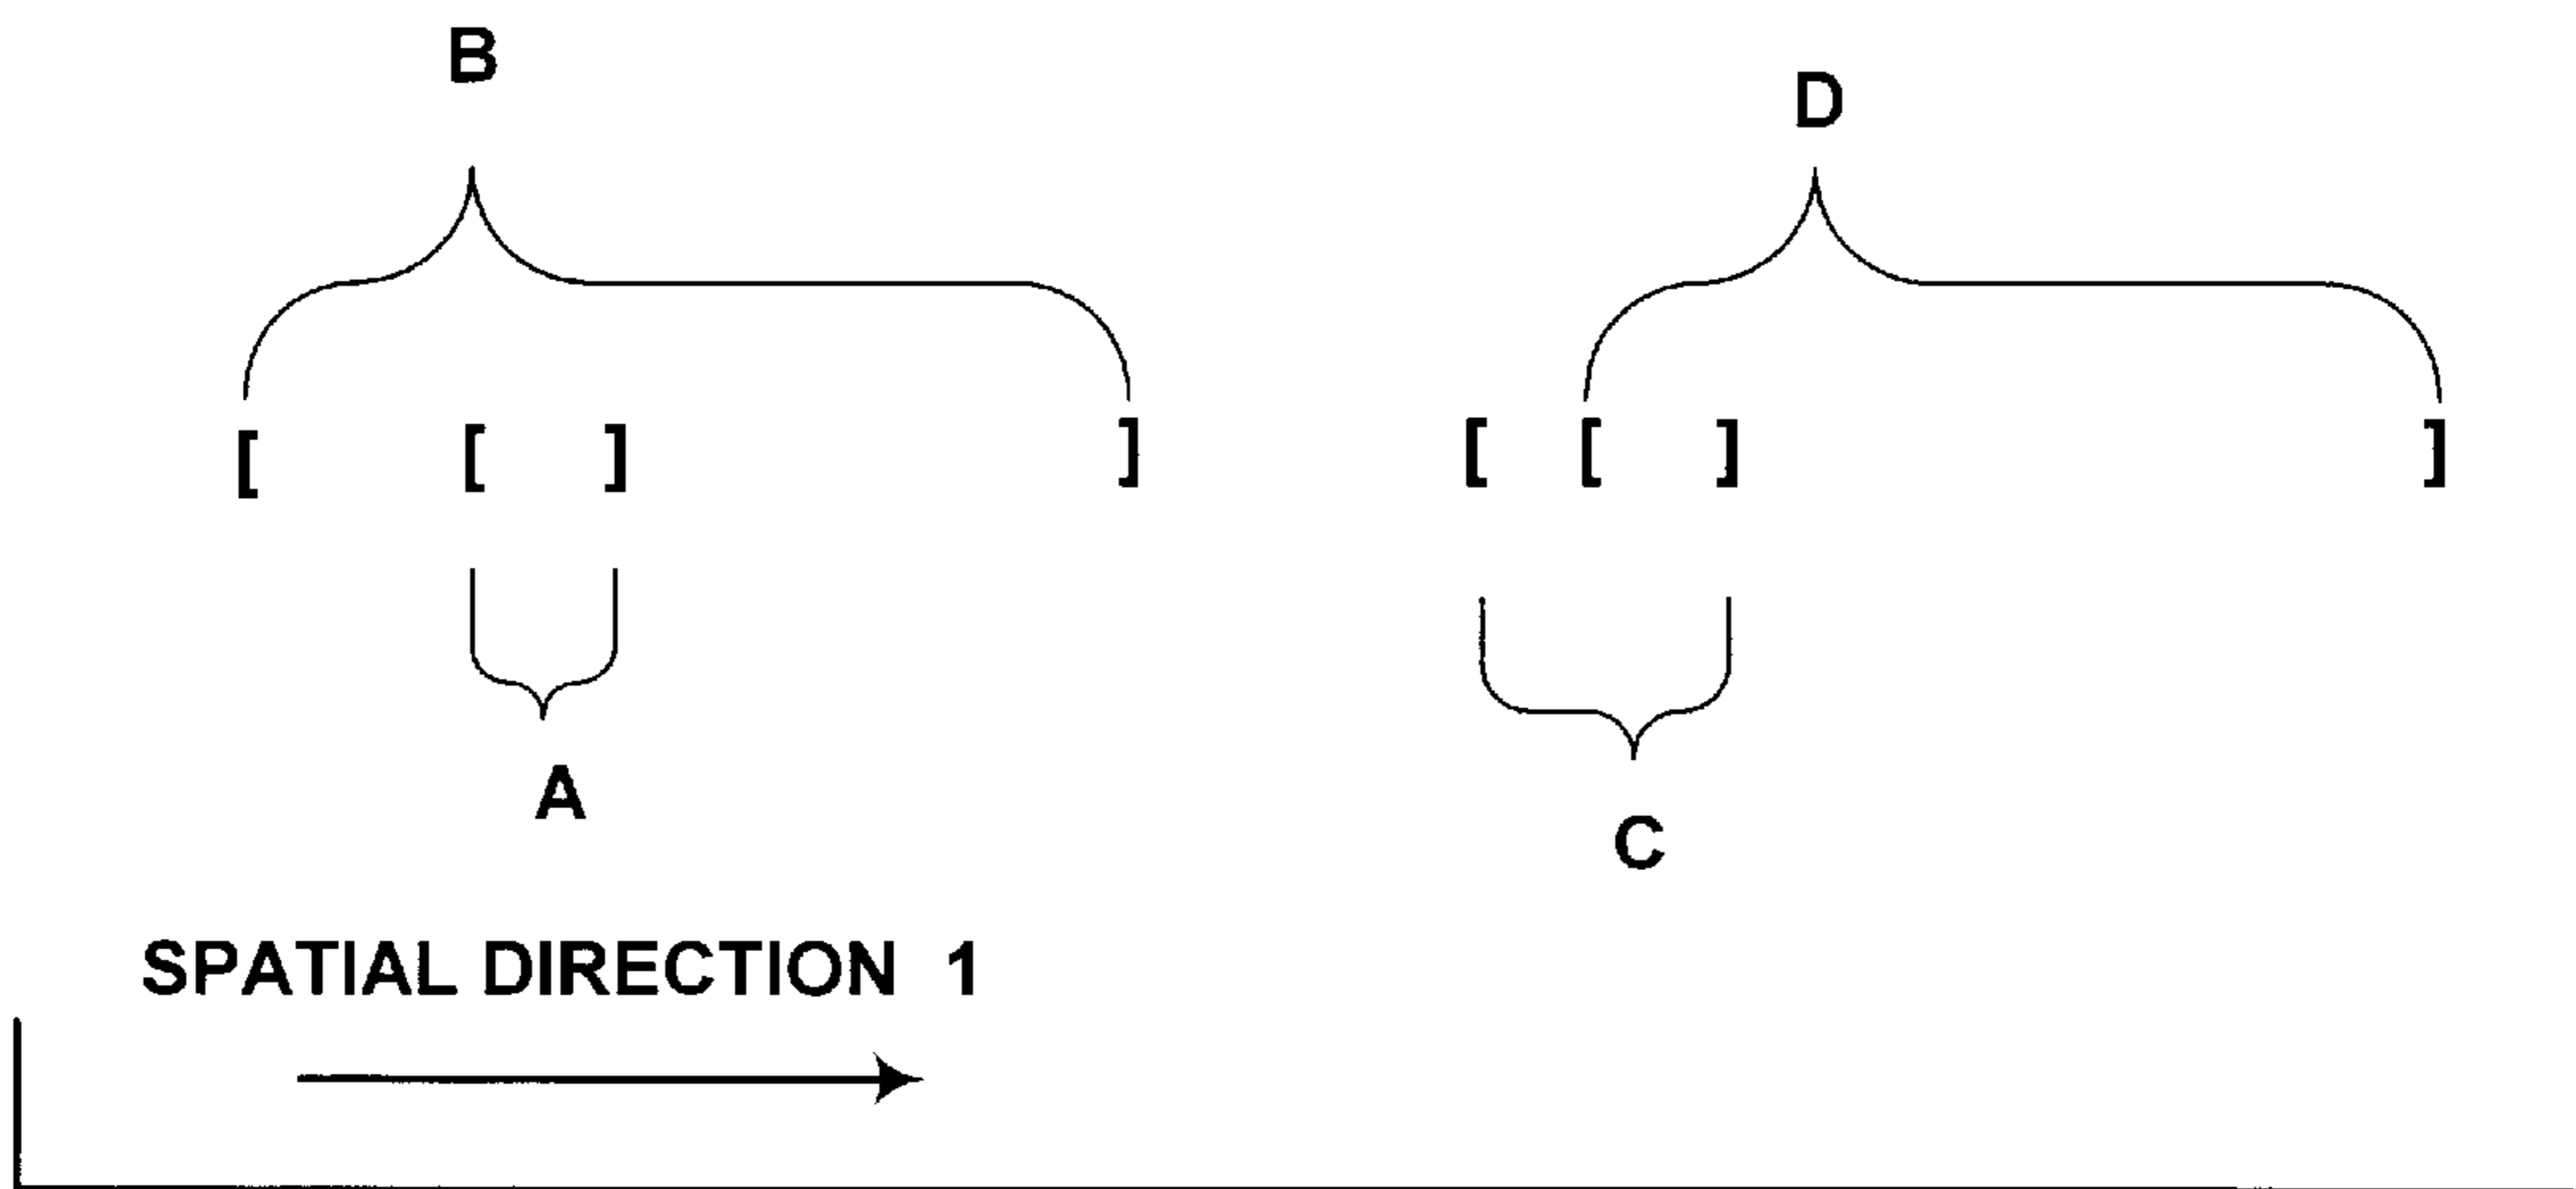 B
D
[ [ ] ] [ [ ] ]
A
C
SPATIAL DIRECTION 1